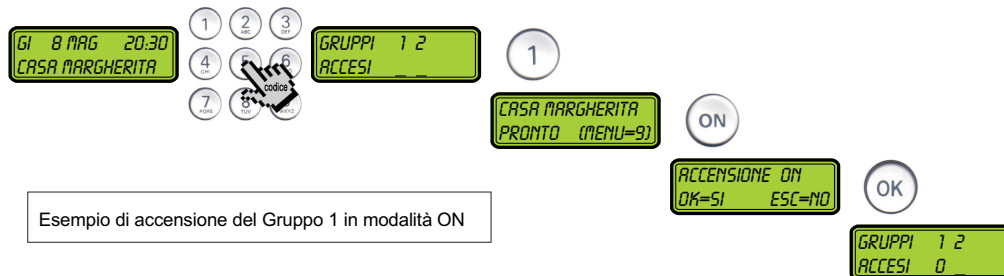 GI 8 MAG 20:30
CASA MARGHERITA
1 2 ABC 3 DEF
4 GHI 5 6
7 PQRS 8 TUV WXYZ
codice
GRUPPI 1 2
ACCESI _ _
1
CASA MARGHERITA
PRONTO (MENU=9)
ON
ACCENSIONE ON
OK=SI ESC=NO
OK
GRUPPI 1 2
ACCESI O _
Esempio di accensione del Gruppo 1 in modalità ON